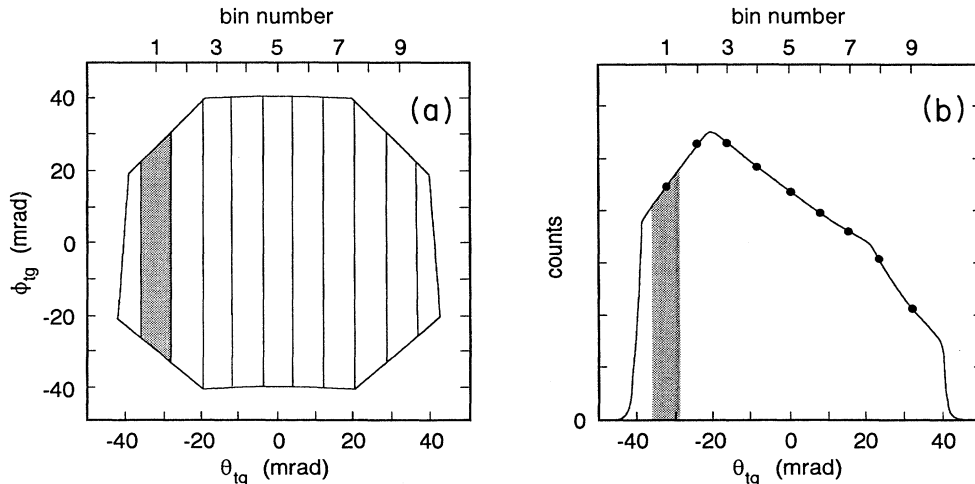 bin number
1 3 5 7 9
(a)
40
20
0
-20
-40
ϕtg (mrad)
-40 -20 0 20 40
θtg (mrad)
bin number
1 3 5 7 9
(b)
counts
0
-40 -20 0 20 40
θtg (mrad)